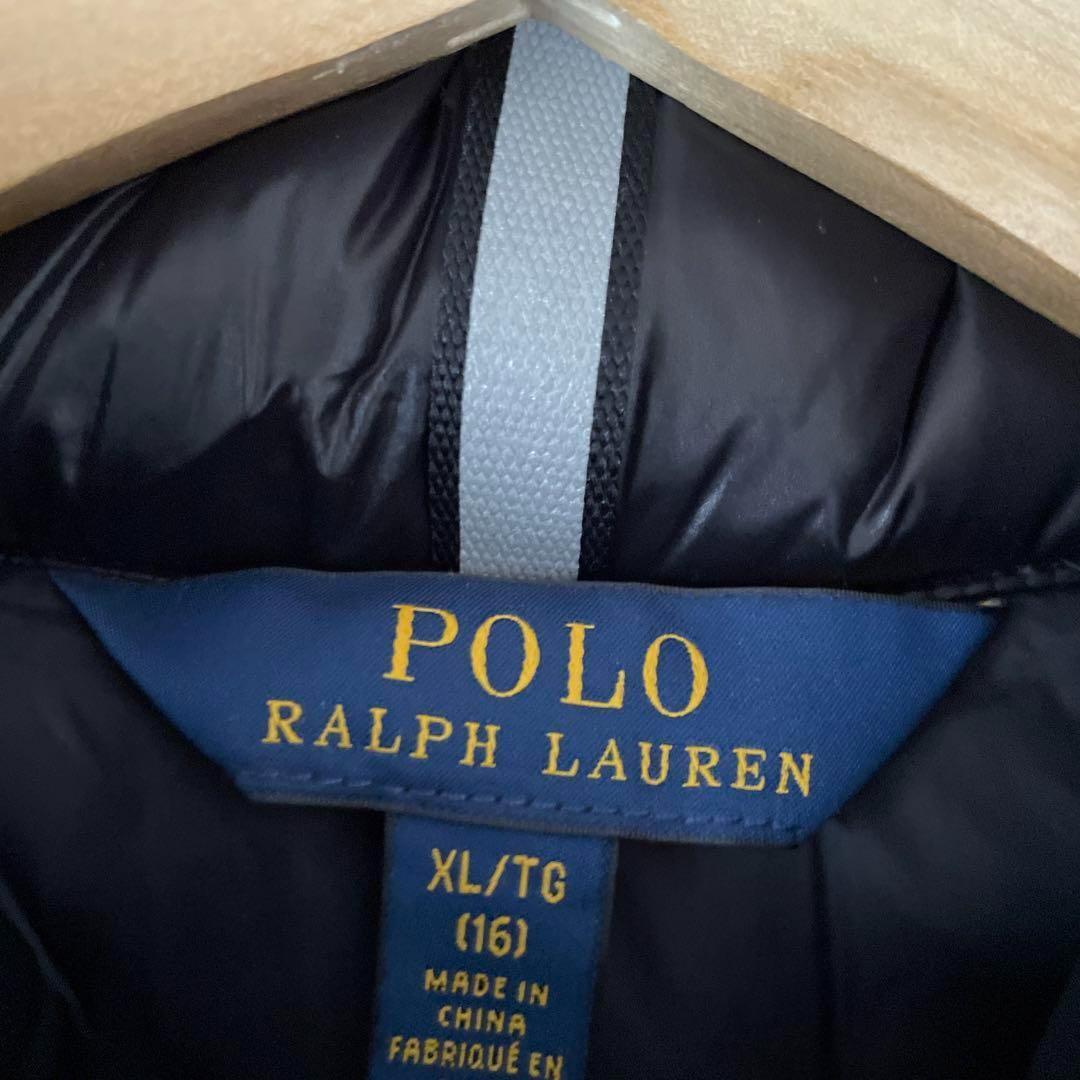 POLO
RALPH LAUREN
XL/TG
(16)
MADE IN
CHINA
FABRIQUÉ EN